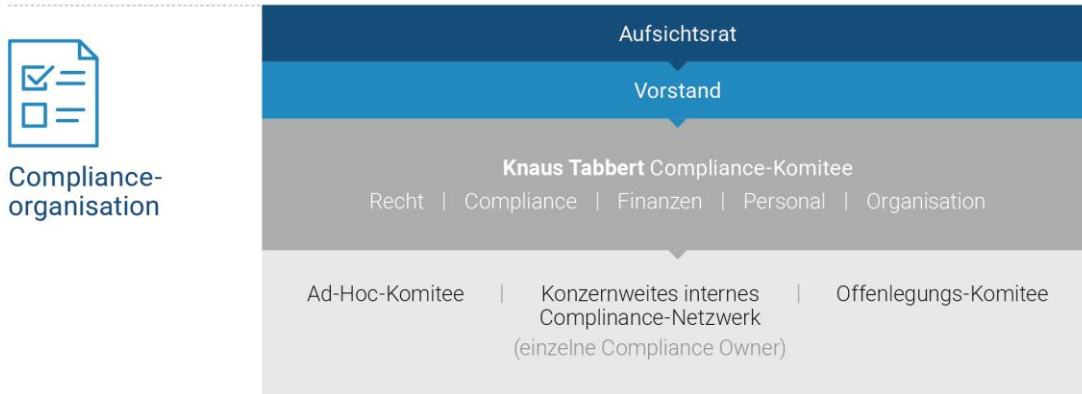 Compliance-
organisation
Aufsichtsrat
Vorstand
Knaus Tabbert Compliance-Komitee
Recht | Compliance | Finanzen | Personal | Organisation
Ad-Hoc-Komitee | Konzernweites internes | Offenlegungs-Komitee
Complinance-Netzwerk
(einzelne Compliance Owner)